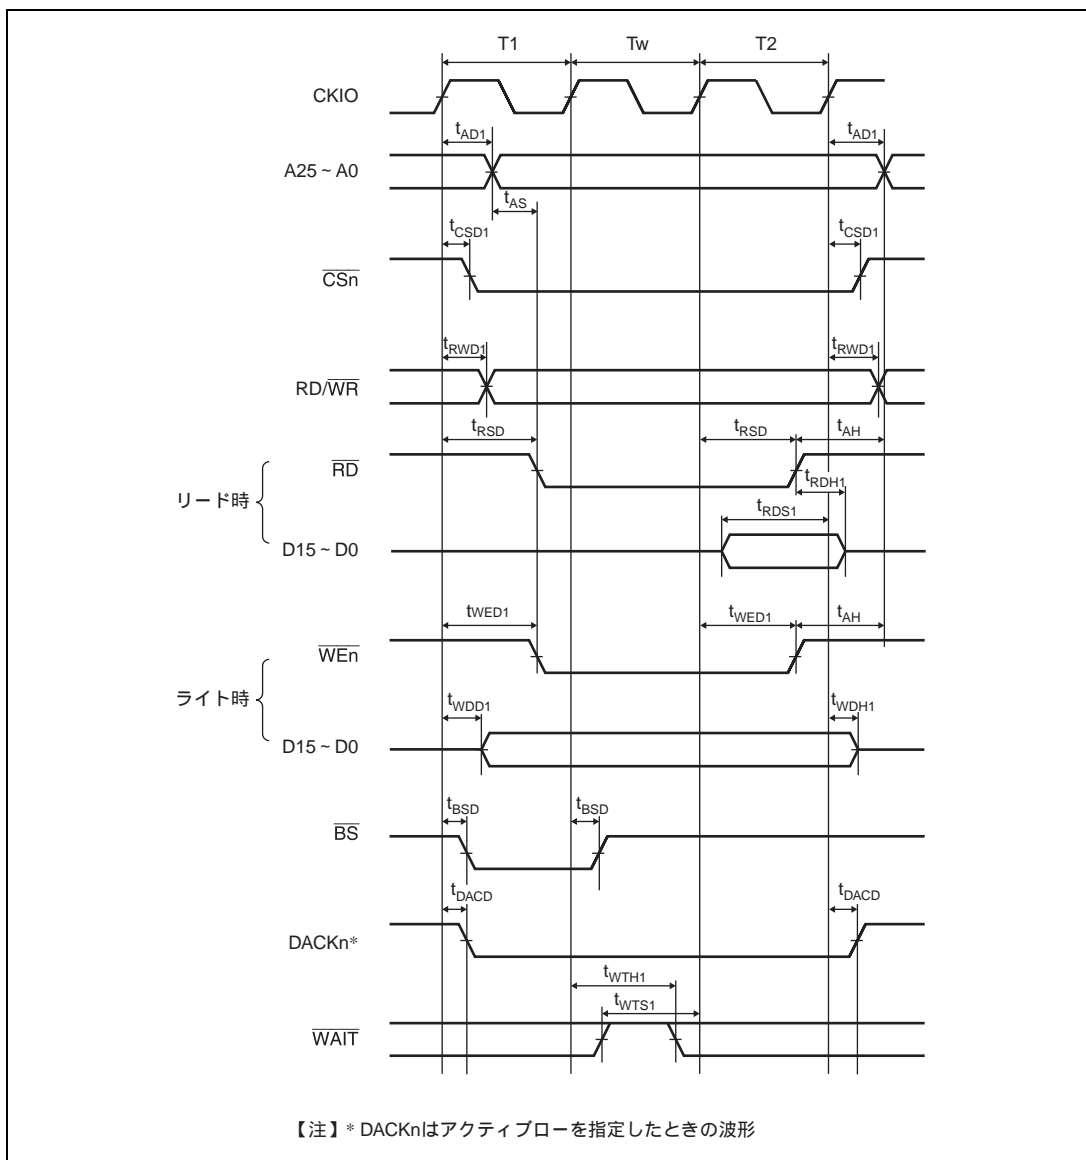 T1 Tw T2
CKIO
tAD1 tAD1
A25 ~ A0
tAS
tCSD1 tCSD1
CSn
tRWD1 tRWD1
RD/WR
tRSD tRSD tAH
RD
tRDH1
リード時
tRDS1
D15 ~ D0
tWED1 tWED1 tAH
WEn
ライト時
tWDD1 tWDH1
D15 ~ D0
tBSD tBSD
BS
tDACD tDACD
DACKn*
tWTH1
tWTS1
WAIT
【注】* DACKnはアクティブローを指定したときの波形